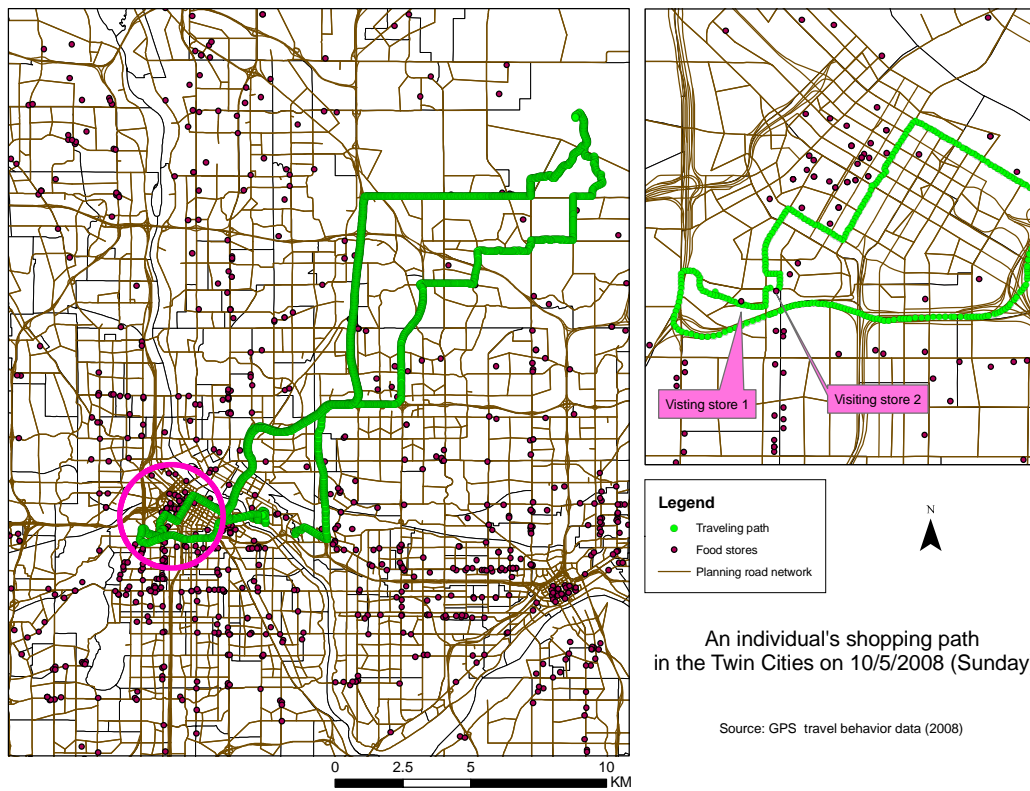 Visting store 1
Visiting store 2
Legend
Traveling path
Food stores
Planning road network
N
An individual's shopping path
in the Twin Cities on 10/5/2008 (Sunday
Source: GPS travel behavior data (2008)
0 2.5 5 10
KM